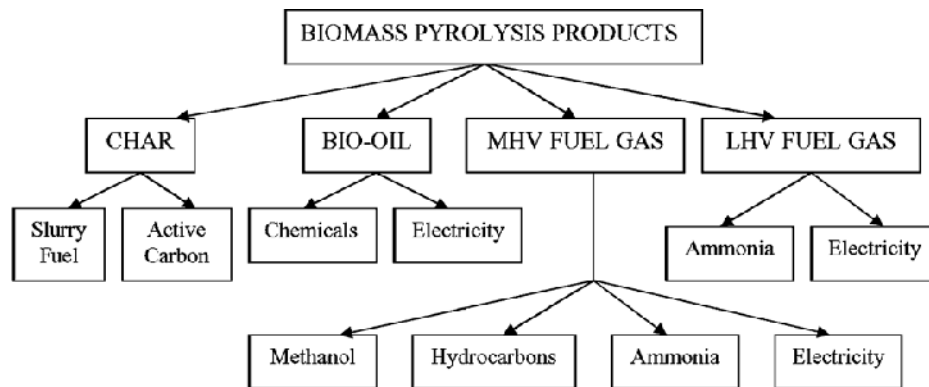 BIOMASS PYROLYSIS PRODUCTS
CHAR
BIO-OIL
MHV FUEL GAS
LHV FUEL GAS
Slurry
Fuel
Active
Carbon
Chemicals
Electricity
Ammonia
Electricity
Methanol
Hydrocarbons
Ammonia
Electricity